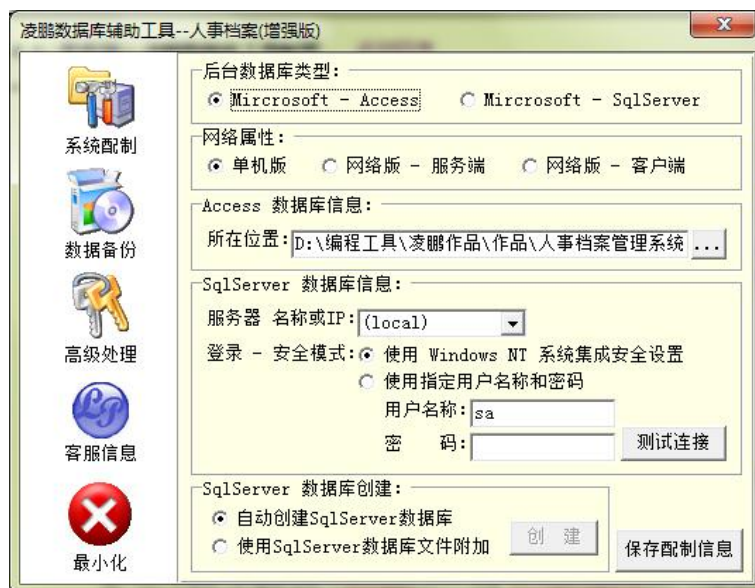 凌鹏数据库辅助工具--人事档案(增强版)
系统配制
数据备份
高级处理
客服信息
最小化
后台数据库类型:
Mircrosoft - Access
Mircrosoft - SqlServer
网络属性:
单机版
网络版 - 服务端
网络版 - 客户端
Access 数据库信息:
所在位置:
D:\编程工具\凌鹏作品\作品\人事档案管理系统
...
SqlServer 数据库信息:
服务器 名称或IP:
(local)
登录 - 安全模式:
使用 Windows NT 系统集成安全设置
使用指定用户名称和密码
用户名称:
sa
密 码:
测试连接
SqlServer 数据库创建:
自动创建SqlServer数据库
使用SqlServer数据库文件附加
创 建
保存配制信息